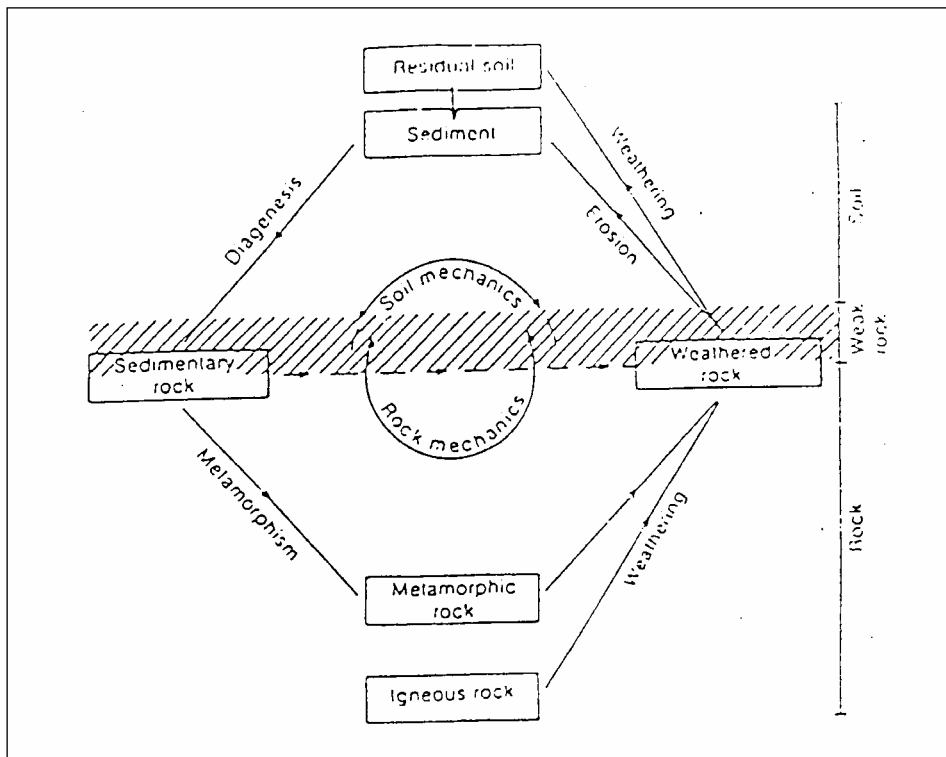 Residual soil
Sediment
Weathering
Erosion
Diagenesis
Soil
Soil mechanics
Weak
rock
Sedimentary
rock
Weathered
rock
Rock mechanics
Metamorphism
Weathering
Rock
Metamorphic
rock
Igneous rock